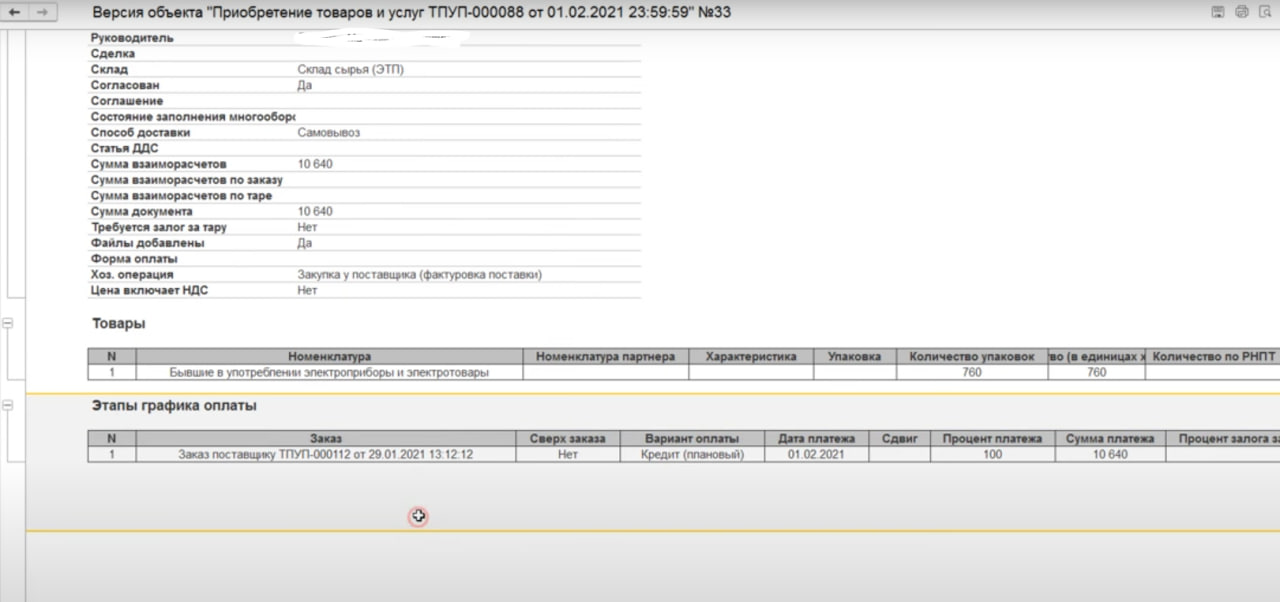 Версия объекта "Приобретение товаров и услуг ТПУП-000088 от 01.02.2021 23:59:59" №33
Руководитель
Сделка
Склад Склад сырья (ЭТП)
Согласован Да
Соглашение
Состояние заполнения многооборо
Способ доставки Самовывоз
Статья ДДС
Сумма взаиморасчетов 10 640
Сумма взаиморасчетов по заказу
Сумма взаиморасчетов по таре
Сумма документа 10 640
Требуется залог за тару Нет
Файлы добавлены Да
Форма оплаты
Хоз. операция Закупка у поставщика (фактуровка поставки)
Цена включает НДС Нет
Товары
N Номенклатура Номенклатура партнера Характеристика Упаковка Количество упаковок во (в единицах х Количество по РНПТ
1 Бывшие в употреблении электроприборы и электротовары 760 760
Этапы графика оплаты
N Заказ Сверх заказа Вариант оплаты Дата платежа Сдвиг Процент платежа Сумма платежа Процент залога за
1 Заказ поставщику ТПУП-000112 от 29.01.2021 13:12:12 Нет Кредит (плановый) 01.02.2021 100 10 640